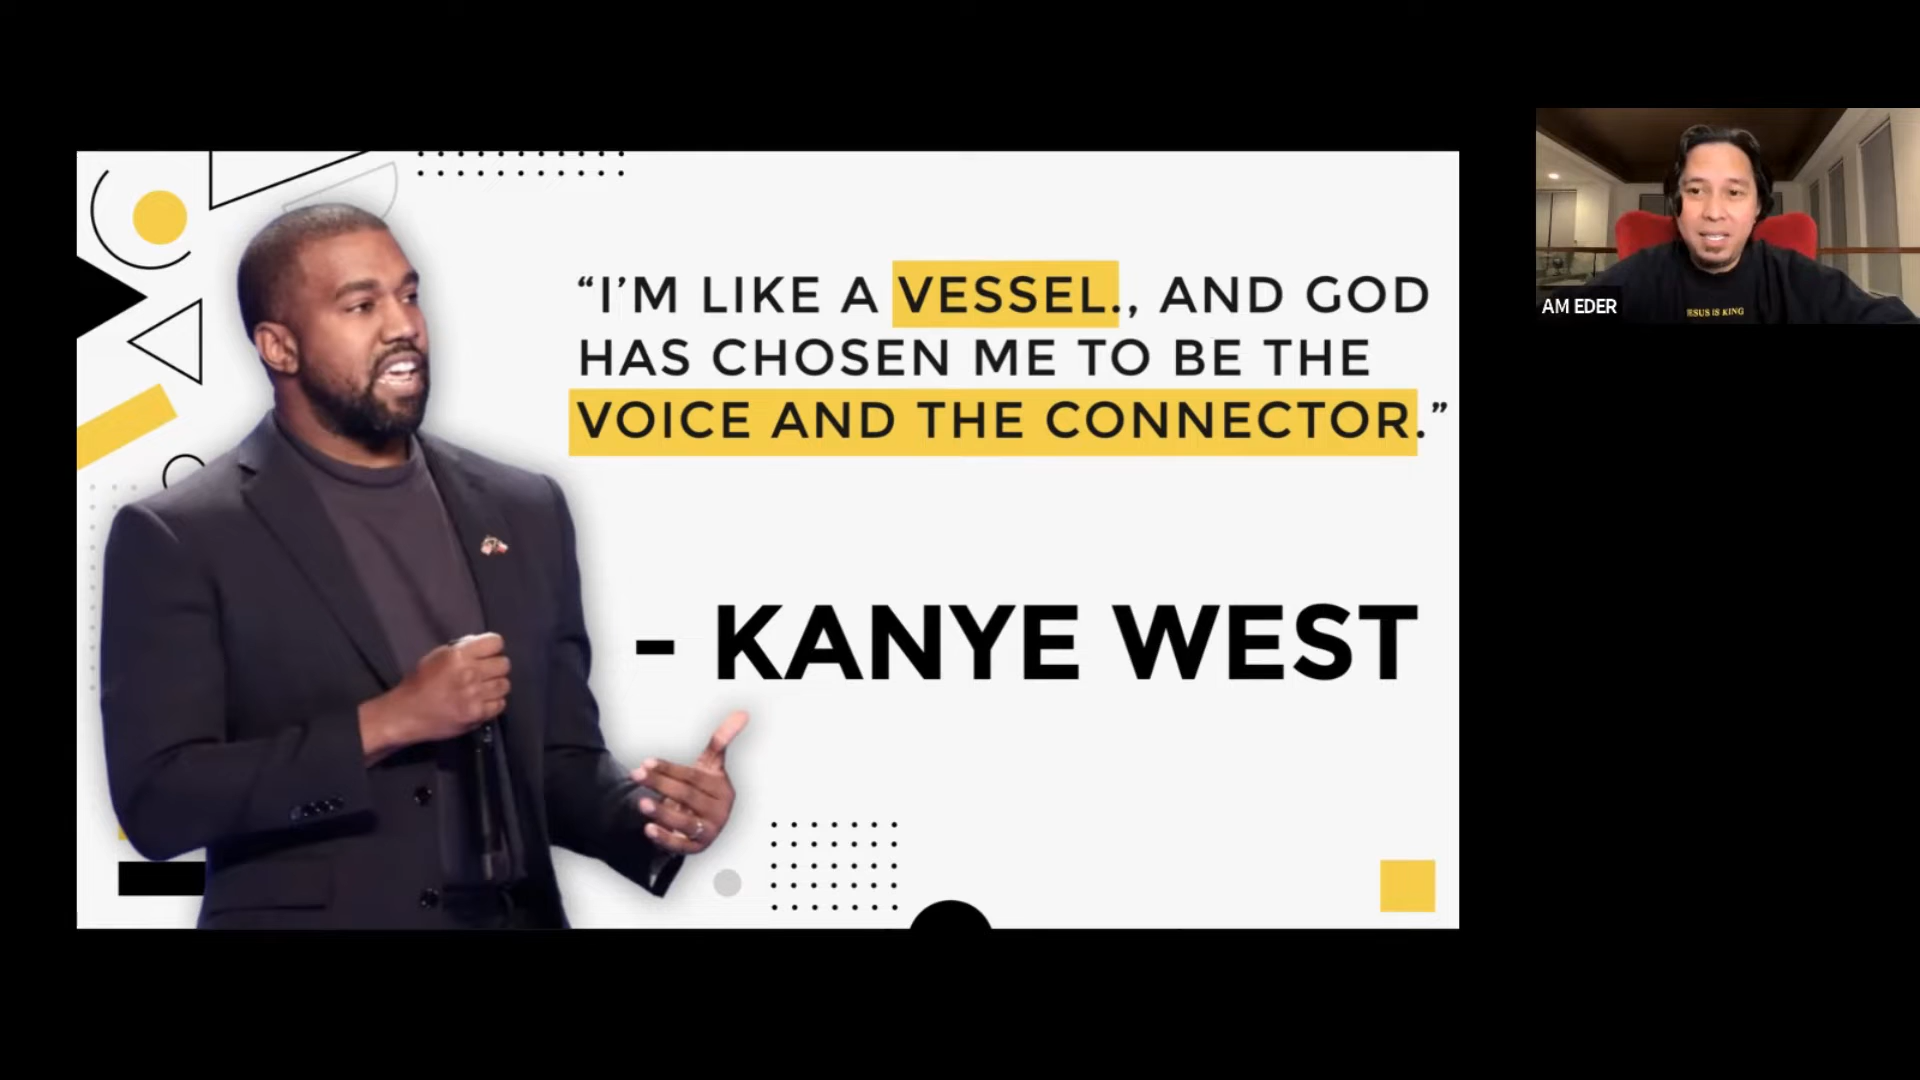 “I’M LIKE A VESSEL., AND GOD
HAS CHOSEN ME TO BE THE
VOICE AND THE CONNECTOR.”
- KANYE WEST
AM EDER
JESUS IS KING